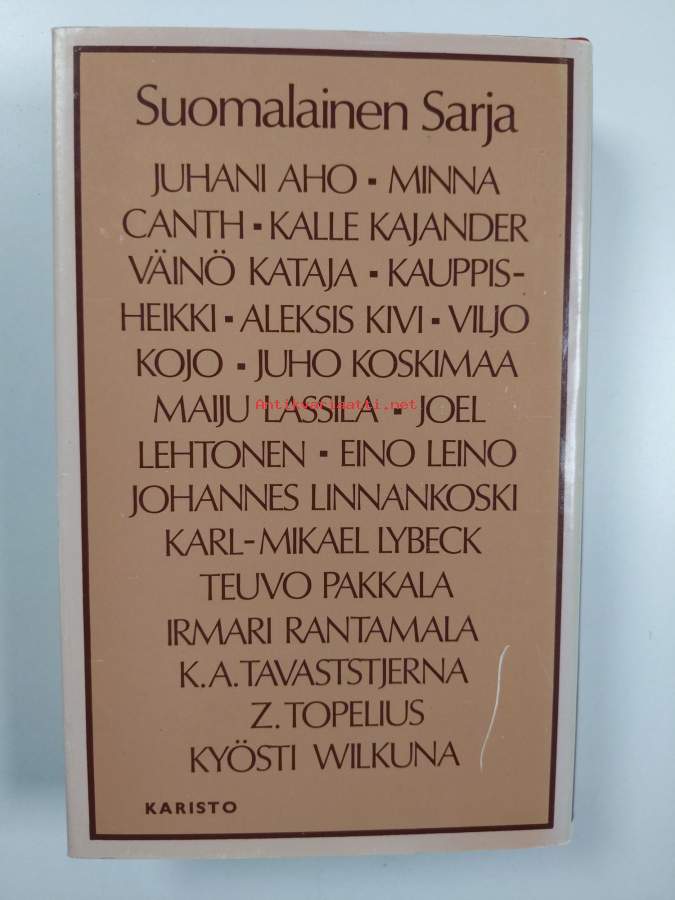 Suomalainen Sarja
JUHANI AHO ▪ MINNA
CANTH ▪ KALLE KAJANDER
VÄINÖ KATAJA ▪ KAUPPIS-
HEIKKI ▪ ALEKSIS KIVI ▪ VILJO
KOJO ▪ JUHO KOSKIMAA
MAIJU LASSILA ▪ JOEL
Antikvariaatti.net
LEHTONEN ▪ EINO LEINO
JOHANNES LINNANKOSKI
KARL-MIKAEL LYBECK
TEUVO PAKKALA
IRMARI RANTAMALA
K.A.TAVASTSTJERNA
Z.TOPELIUS
KYÖSTI WILKUNA
KARISTO